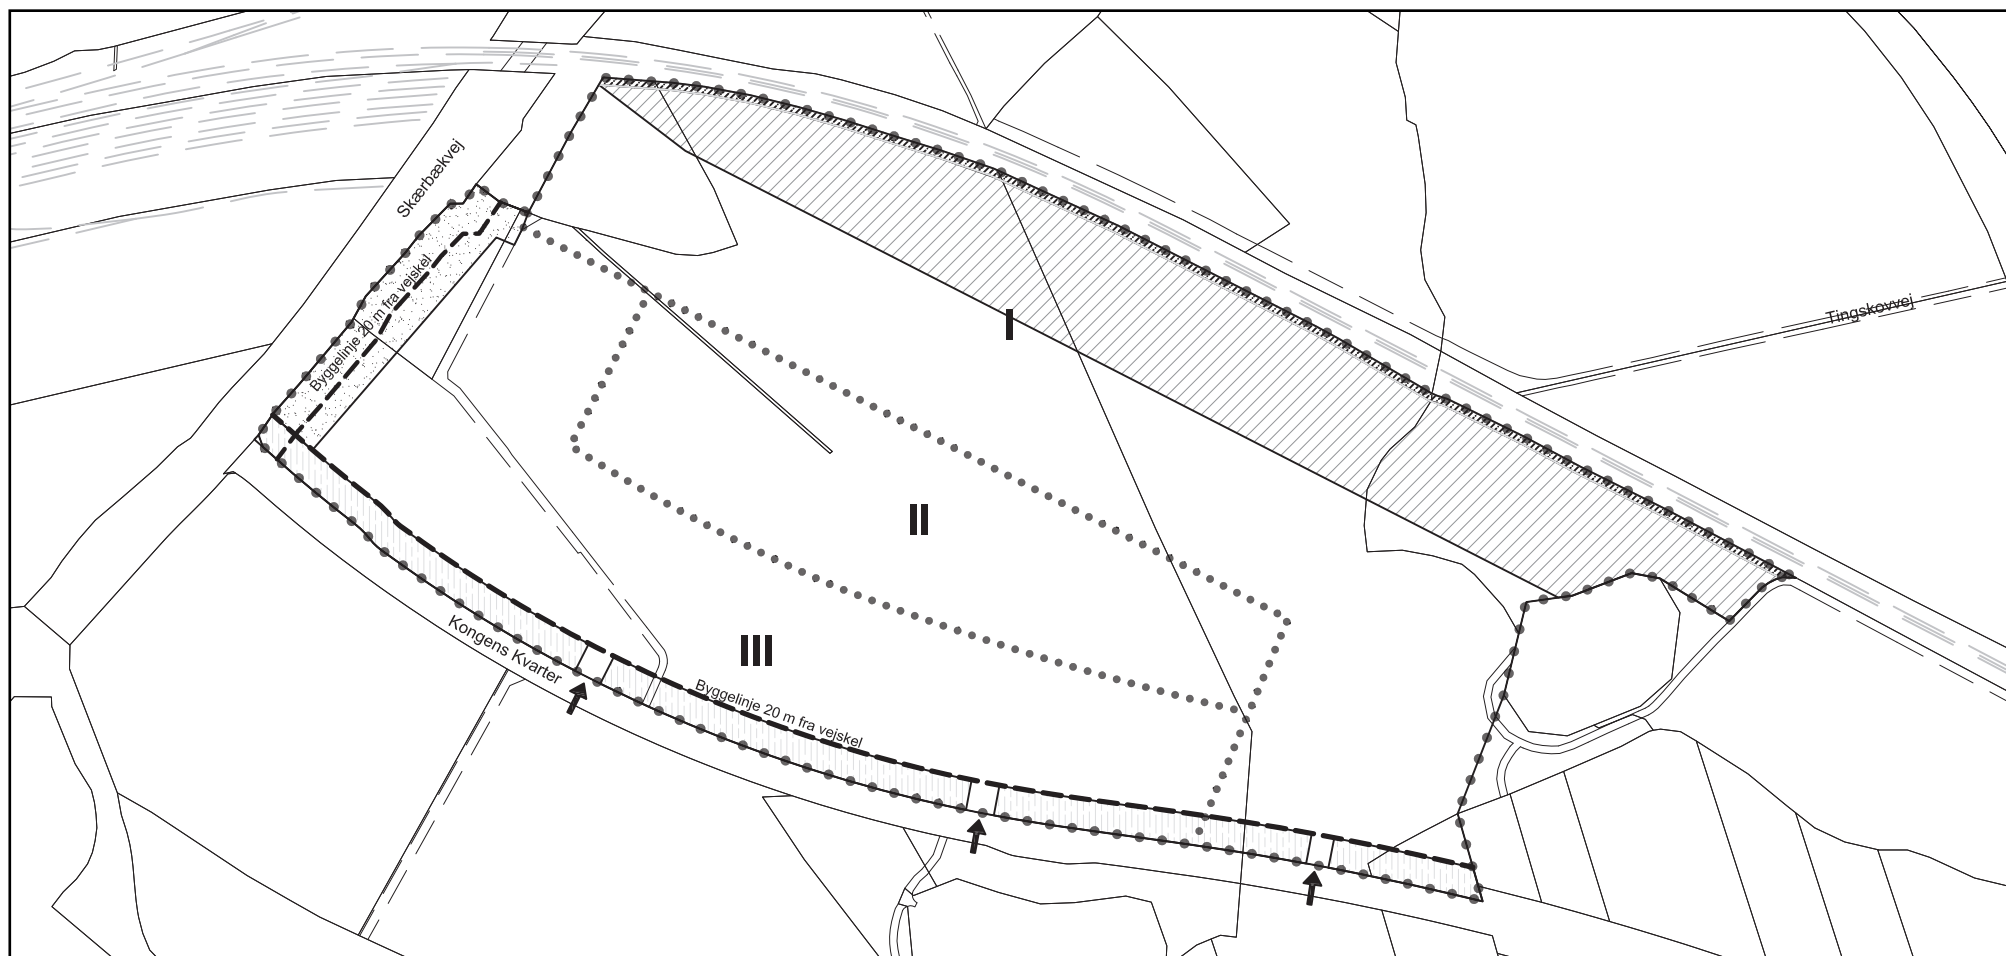 Skærbækvej
Byggelinje 20 m fra vejskel
Tingskovvej
I
II
III
Kongens Kvarter
Byggelinje 20 m fra vejskel